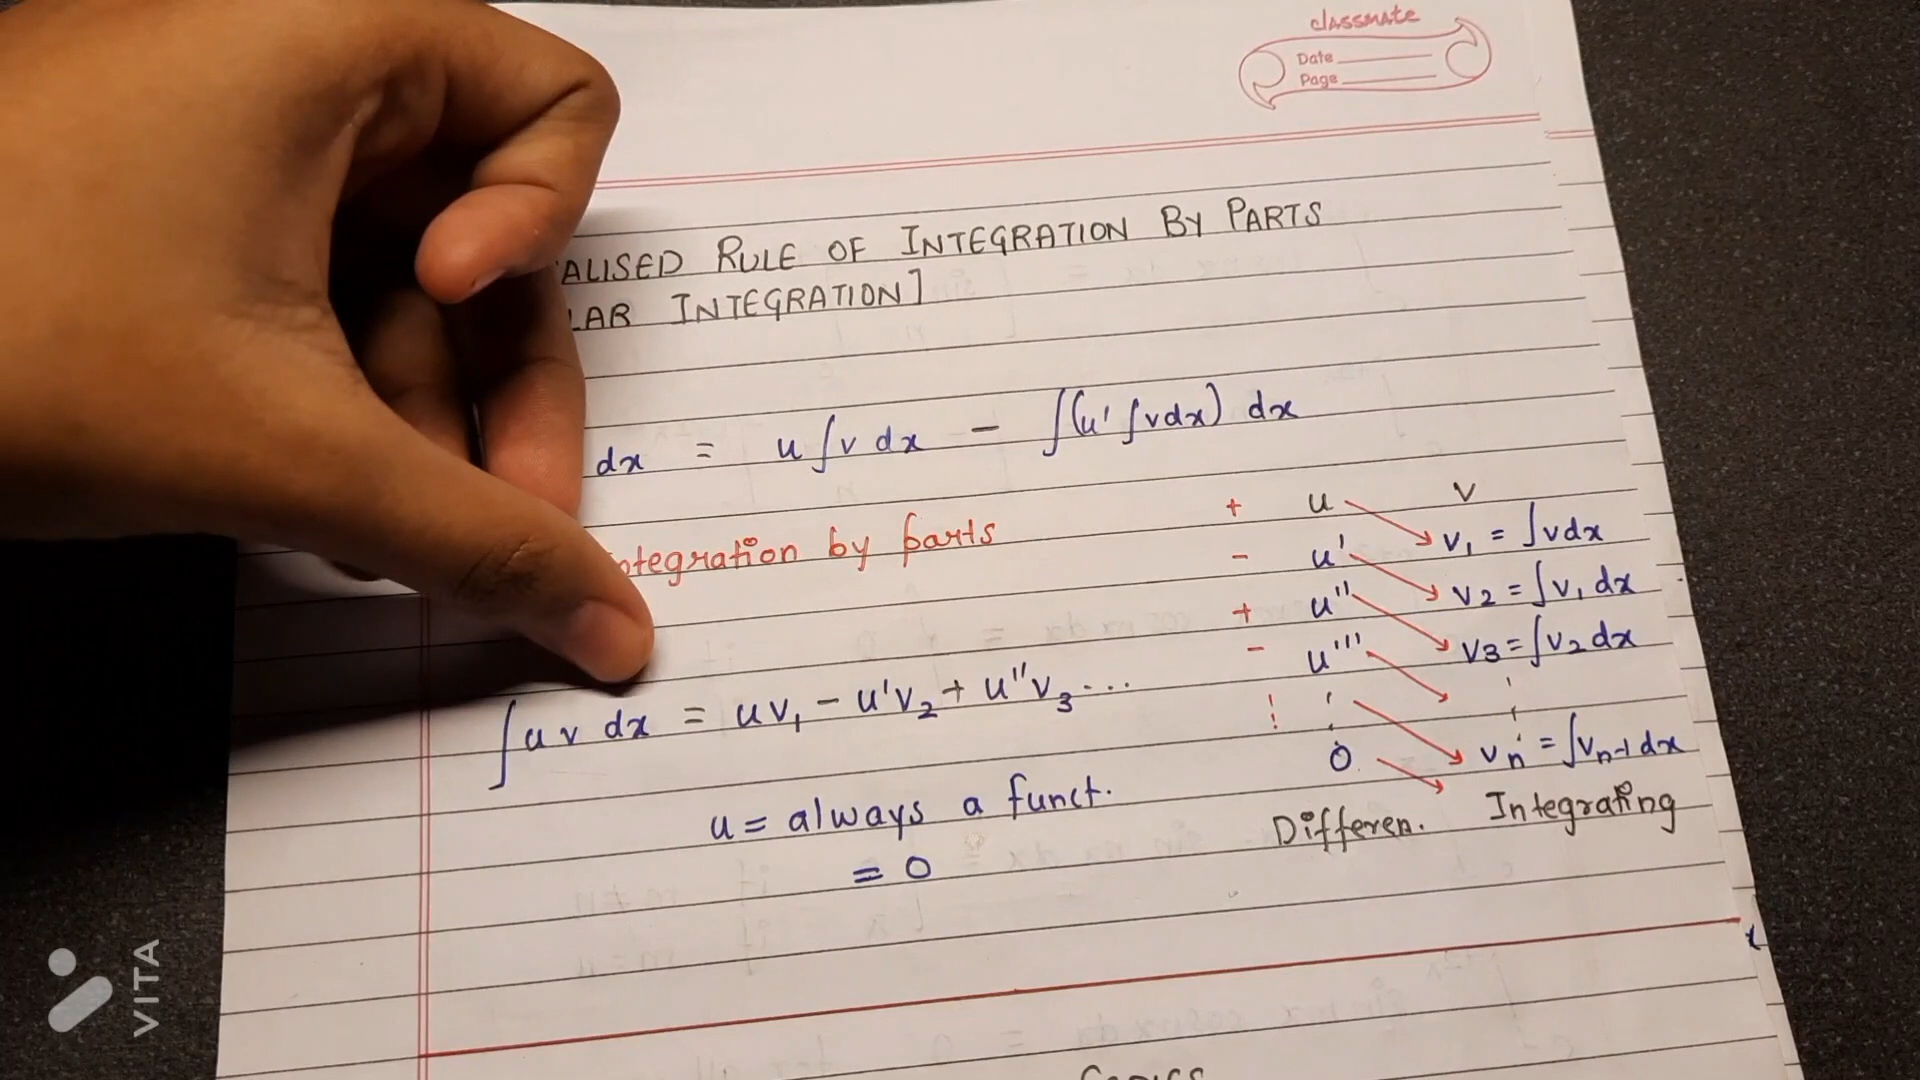 classmate
Date
Page
ALISED RULE OF INTEGRATION BY PARTS
LAR INTEGRATION]
dx = u ∫v dx - ∫(u' ∫vdx) dx
ntegration by parts
+ u v
- u' v₁ = ∫vdx
+ u'' v2 = ∫v₁ dx
- u''' v3 = ∫v2 dx
∫u v dx = uv₁ - u'v₂ + u''v₃ ...
0 vn = ∫vn-1 dx
Differen. Integrating
u = always a funct.
= 0
VITA